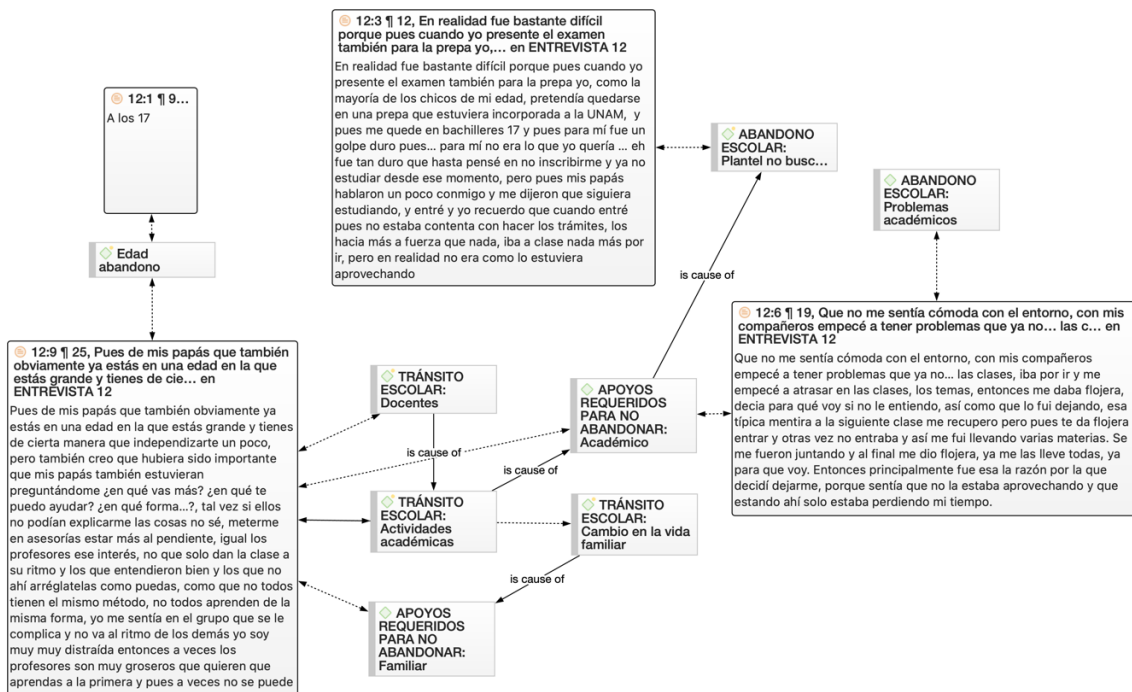 12:3 ¶ 12, En realidad fue bastante difícil
porque pues cuando yo presente el examen
también para la prepa yo,... en ENTREVISTA 12
En realidad fue bastante difícil porque pues cuando yo
presente el examen también para la prepa yo, como la
mayoría de los chicos de mi edad, pretendía quedarse
en una prepa que estuviera incorporada a la UNAM, y
pues me quede en bachilleres 17 y pues para mí fue un
golpe duro pues... para mí no era lo que yo quería ... eh
fue tan duro que hasta pensé en no inscribirme y ya no
estudiar desde ese momento, pero pues mis papás
hablaron un poco conmigo y me dijeron que siguiera
estudiando, y entré y yo recuerdo que cuando entré
pues no estaba contenta con hacer los trámites, los
hacia más a fuerza que nada, iba a clase nada más por
ir, pero en realidad no era como lo estuviera
aprovechando
12:1 ¶ 9...
A los 17
ABANDONO
ESCOLAR:
Plantel no busc...
ABANDONO
ESCOLAR:
Problemas
académicos
Edad
abandono
is cause of
12:6 ¶ 19, Que no me sentía cómoda con el entorno, con mis
compañeros empecé a tener problemas que ya no... las c... en
ENTREVISTA 12
Que no me sentía cómoda con el entorno, con mis compañeros
empecé a tener problemas que ya no... las clases, iba por ir y me
empecé a atrasar en las clases, los temas, entonces me daba flojera,
decia para qué voy si no le entiendo, así como que lo fui dejando, esa
típica mentira a la siguiente clase me recupero pero pues te da flojera
entrar y otras vez no entraba y así me fui llevando varias materias. Se
me fueron juntando y al final me dio flojera, ya me las lleve todas, ya
para que voy. Entonces principalmente fue esa la razón por la que
decidí dejarme, porque sentía que no la estaba aprovechando y que
estando ahí solo estaba perdiendo mi tiempo.
12:9 ¶ 25, Pues de mis papás que también
obviamente ya estás en una edad en la que
estás grande y tienes de cie... en
ENTREVISTA 12
Pues de mis papás que también obviamente ya
estás en una edad en la que estás grande y tienes
de cierta manera que independizarte un poco,
pero también creo que hubiera sido importante
que mis papás también estuvieran
preguntándome ¿en qué vas más? ¿en qué te
puedo ayudar? ¿en qué forma...?, tal vez si ellos
no podían explicarme las cosas no sé, meterme
en asesorías estar más al pendiente, igual los
profesores ese interés, no que solo dan la clase a
su ritmo y los que entendieron bien y los que no
ahí arréglatelas como puedas, como que no todos
tienen el mismo método, no todos aprenden de la
misma forma, yo me sentía en el grupo que se le
complica y no va al ritmo de los demás yo soy
muy muy distraída entonces a veces los
profesores son muy groseros que quieren que
aprendas a la primera y pues a veces no se puede
TRÁNSITO
ESCOLAR:
Docentes
APOYOS
REQUERIDOS
PARA NO
ABANDONAR:
Académico
is cause of
is cause of
TRÁNSITO
ESCOLAR:
Actividades
académicas
TRÁNSITO
ESCOLAR:
Cambio en la vida
familiar
is cause of
APOYOS
REQUERIDOS
PARA NO
ABANDONAR:
Familiar